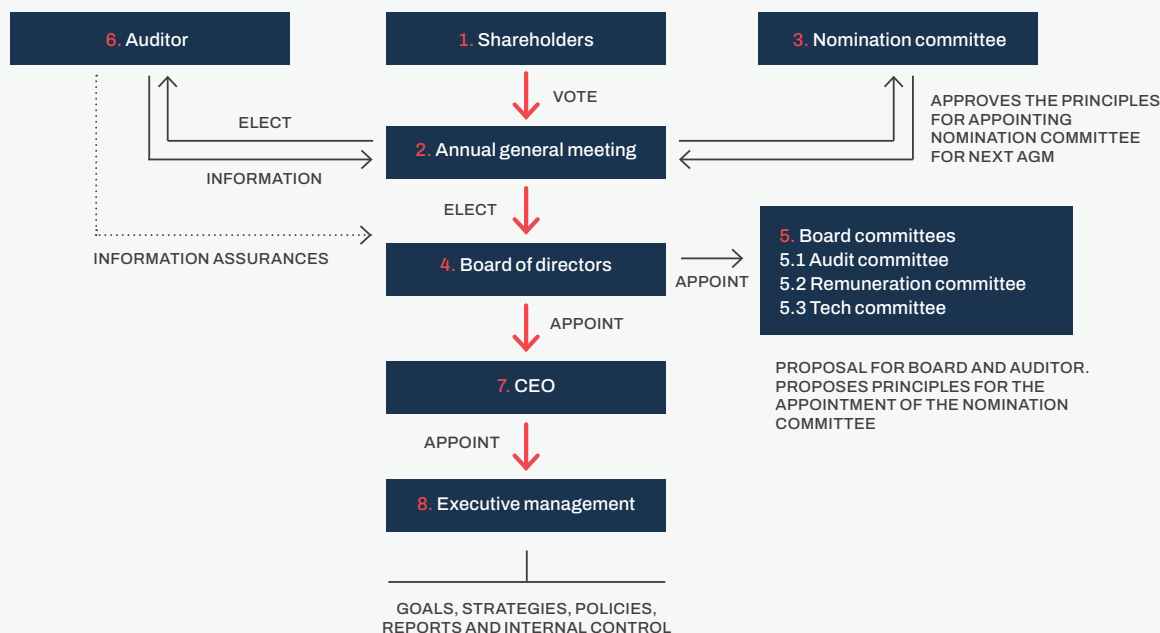 6. Auditor
1. Shareholders
3. Nomination committee
VOTE
APPROVES THE PRINCIPLES
FOR APPOINTING
NOMINATION COMMITTEE
FOR NEXT AGM
ELECT
2. Annual general meeting
INFORMATION
ELECT
INFORMATION ASSURANCES
4. Board of directors
APPOINT
5. Board committees
5.1 Audit committee
5.2 Remuneration committee
5.3 Tech committee
APPOINT
PROPOSAL FOR BOARD AND AUDITOR.
PROPOSES PRINCIPLES FOR THE
APPOINTMENT OF THE NOMINATION
COMMITTEE
7. CEO
APPOINT
8. Executive management
GOALS, STRATEGIES, POLICIES,
REPORTS AND INTERNAL CONTROL